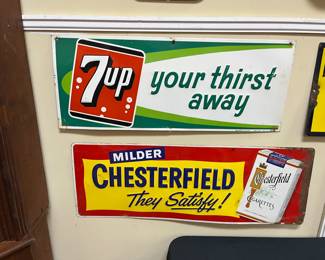 7up
your thirst
away
MILDER
CHESTERFIELD
They Satisfy!
Chesterfield
CIGARETTES